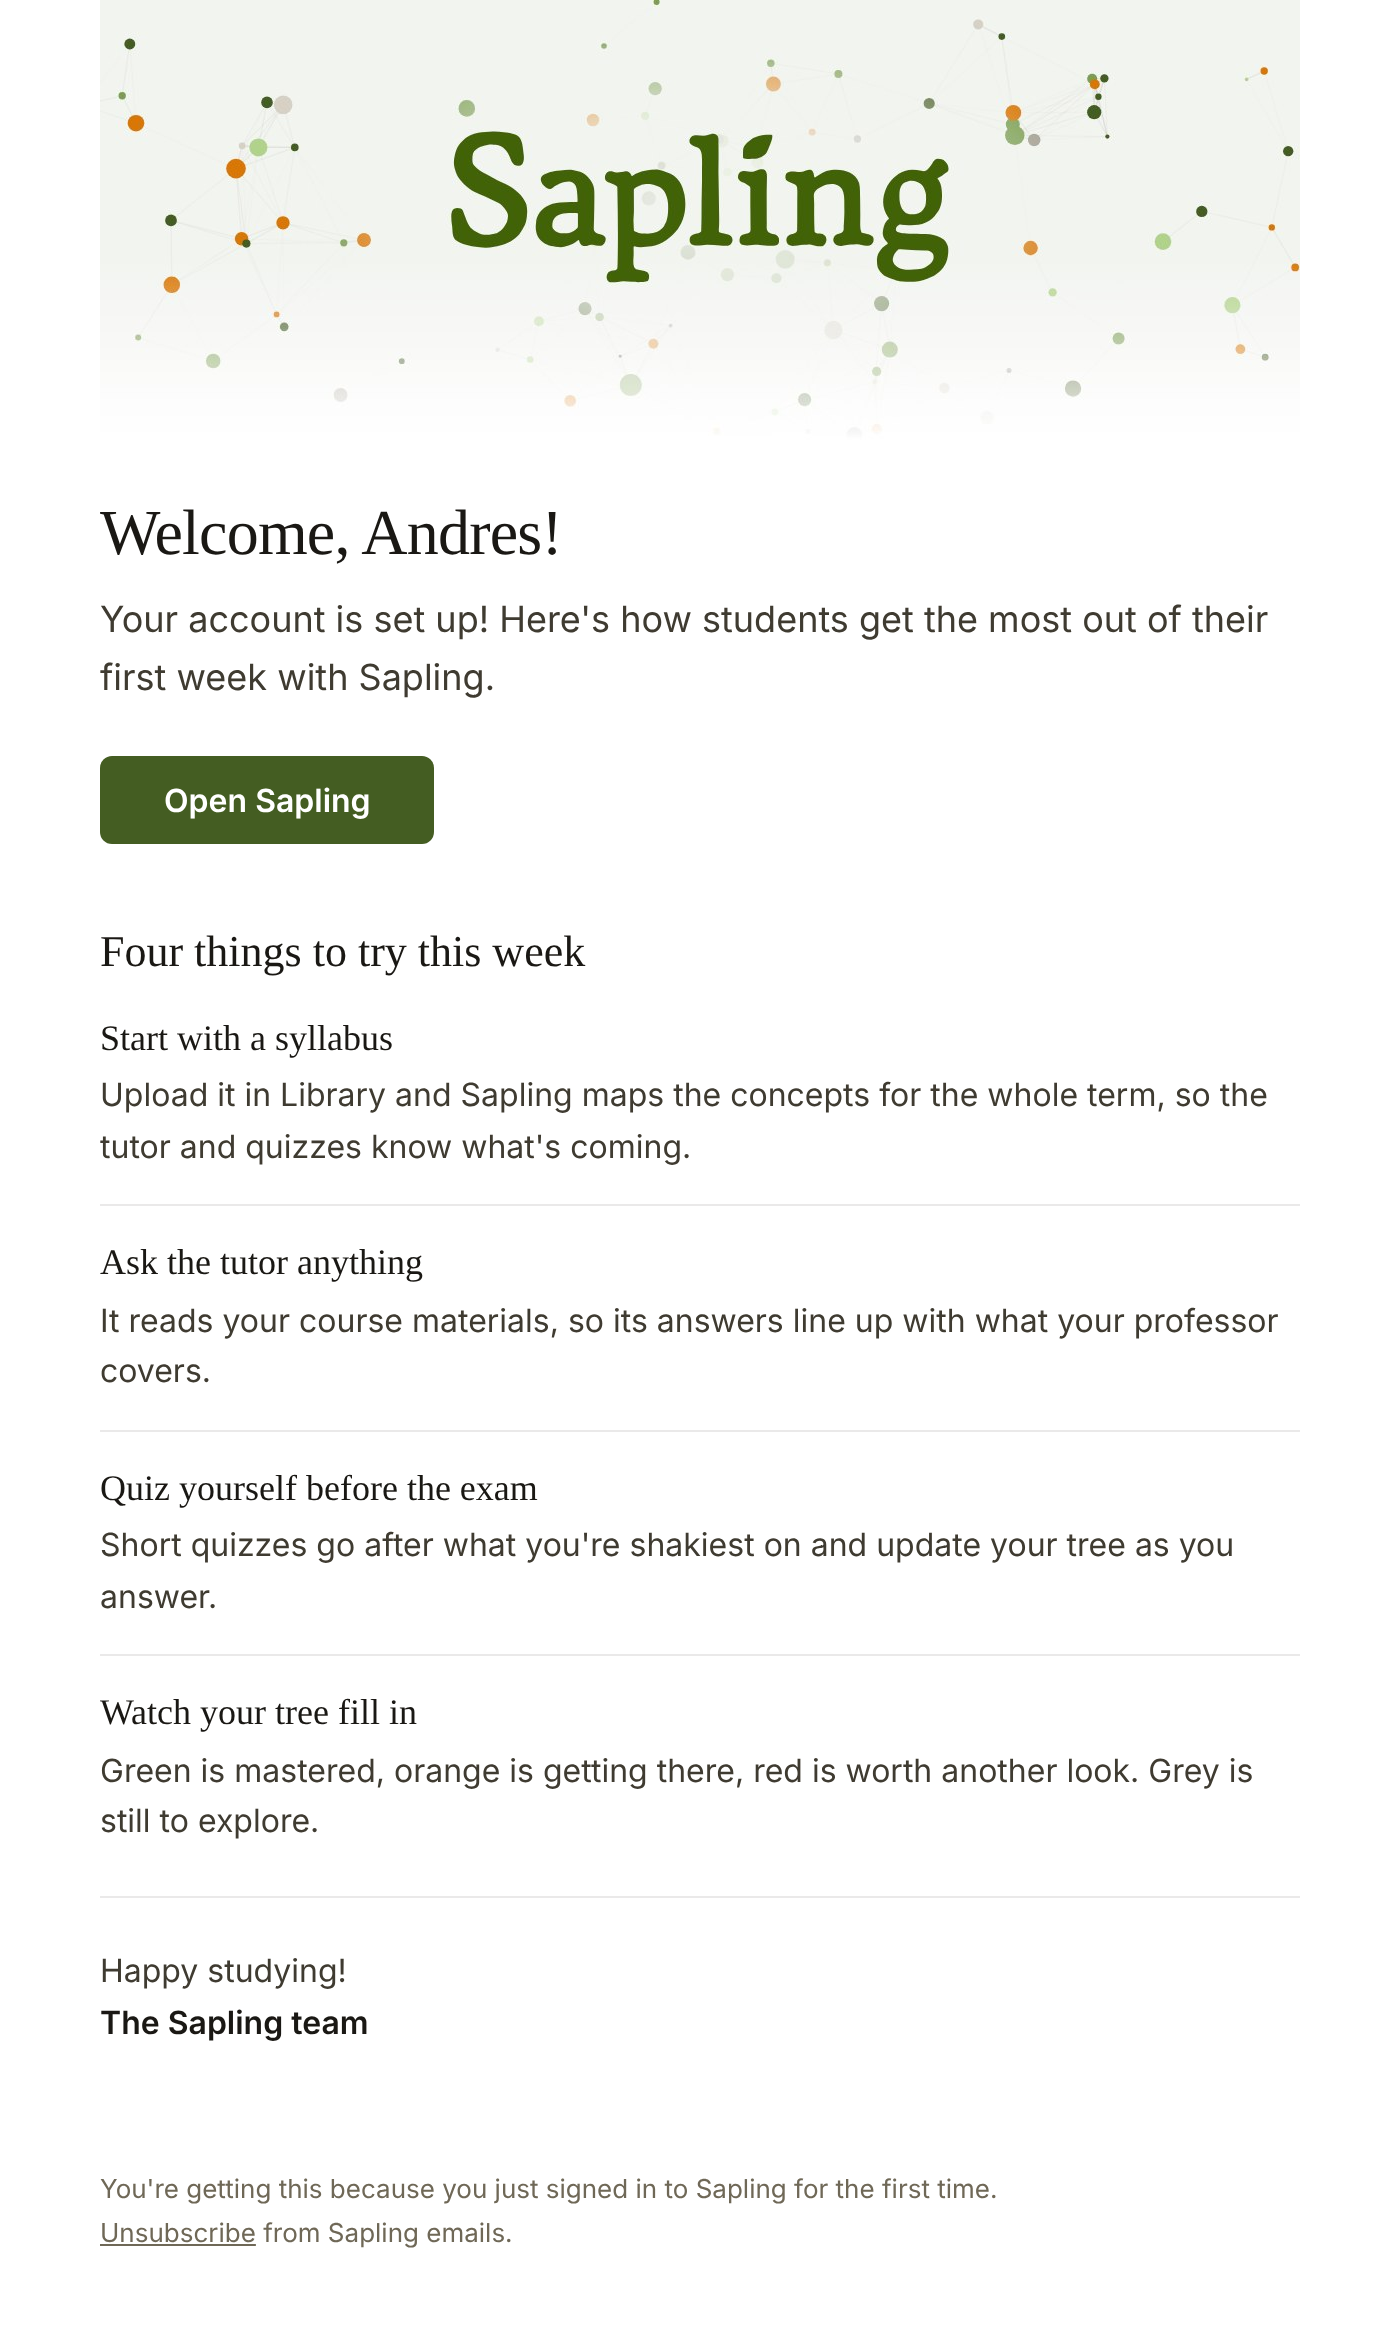 Sapling
Welcome, Andres!
Your account is set up! Here's how students get the most out of their
first week with Sapling.
Open Sapling
Four things to try this week
Start with a syllabus
Upload it in Library and Sapling maps the concepts for the whole term, so the
tutor and quizzes know what's coming.
Ask the tutor anything
It reads your course materials, so its answers line up with what your professor
covers.
Quiz yourself before the exam
Short quizzes go after what you're shakiest on and update your tree as you
answer.
Watch your tree fill in
Green is mastered, orange is getting there, red is worth another look. Grey is
still to explore.
Happy studying!
The Sapling team
You're getting this because you just signed in to Sapling for the first time.
Unsubscribe from Sapling emails.